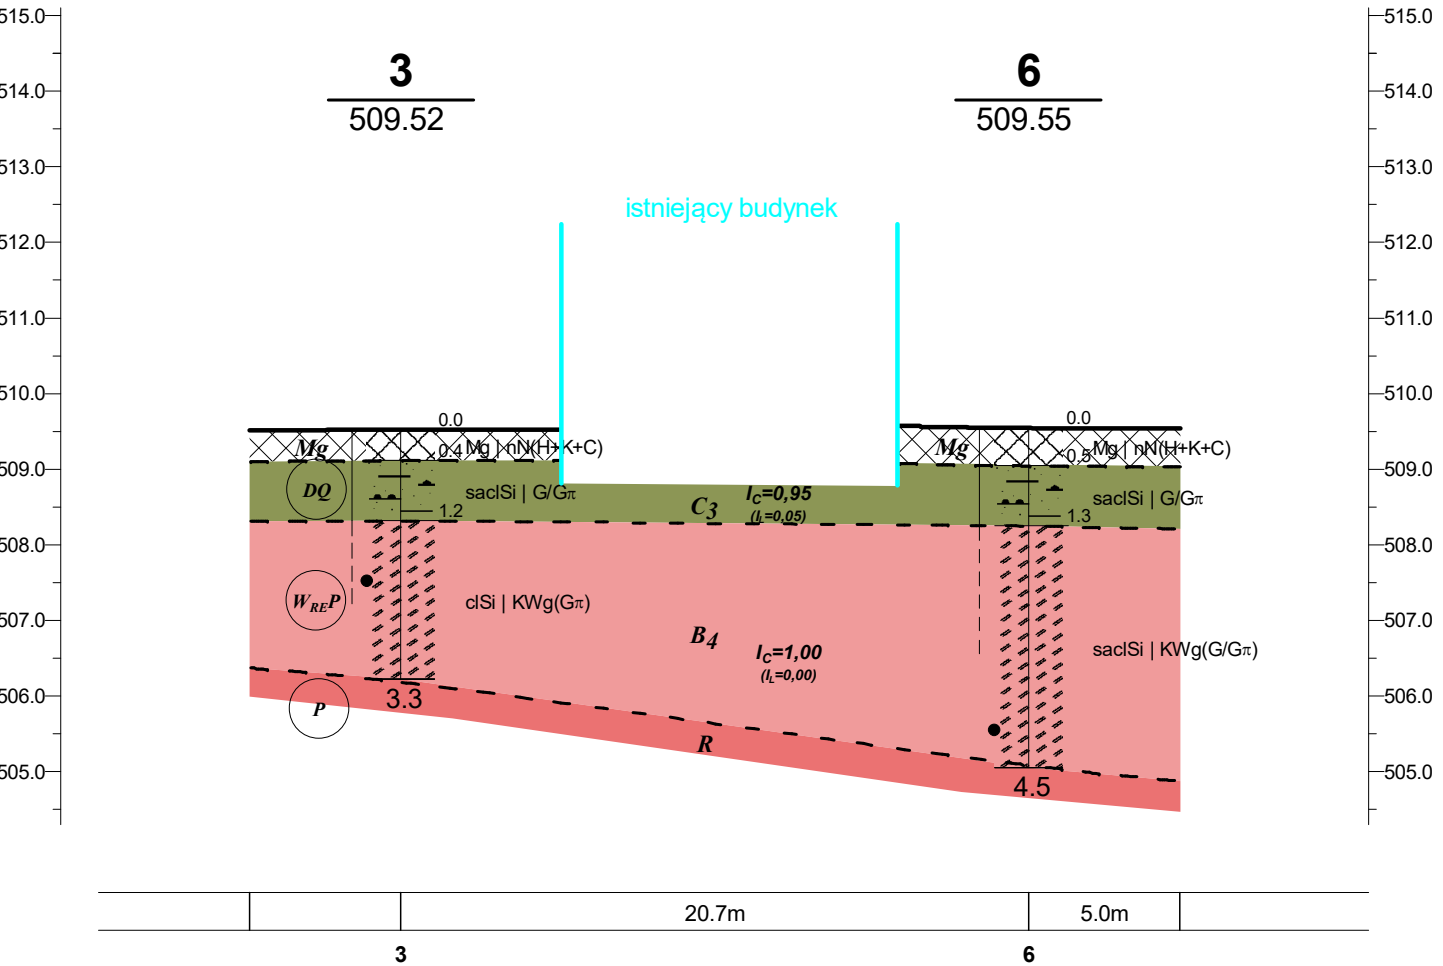 515.0 515.0
3 6
514.0 514.0
509.52 509.55
513.0 513.0
istniejący budynek
512.0 512.0
511.0 511.0
510.0 510.0
0.0 0.0
Mg 0.4 Mg | nN(H+K+C) Mg 0.5 Mg | nN(H+K+C)
509.0 509.0
DQ saclSi | G/Gπ C3 IC=0,95 saclSi | G/Gπ
1.2 (IL=0,05) 1.3
508.0 508.0
WREP clSi | KWg(Gπ)
507.0 507.0
B4 IC=1,00 saclSi | KWg(G/Gπ)
(IL=0,00)
506.0 506.0
P 3.3
R
505.0 505.0
4.5
20.7m 5.0m
3 6